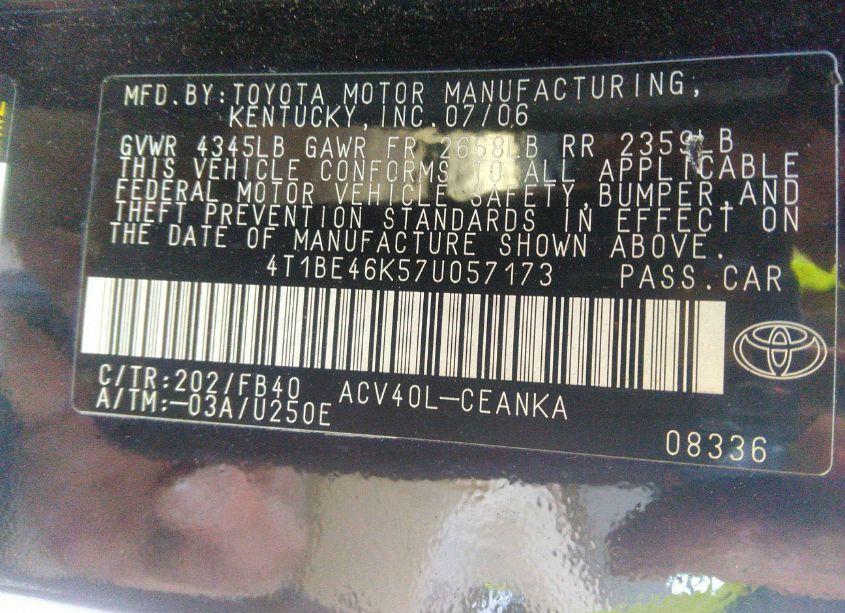 MFD.BY:TOYOTA MOTOR MANUFACTURING,
KENTUCKY,INC.07/06
GVWR 4345LB GAWR FR 2658LB RR 2359LB
THIS VEHICLE CONFORMS TO ALL APPLICABLE
FEDERAL MOTOR VEHICLE SAFETY,BUMPER,AND
THEFT PREVENTION STANDARDS IN EFFECT ON
THE DATE OF MANUFACTURE SHOWN ABOVE.
4T1BE46K57U057173 PASS.CAR
C/TR:202/FB40 ACV40L-CEANKA
A/TM:-03A/U250E
08336